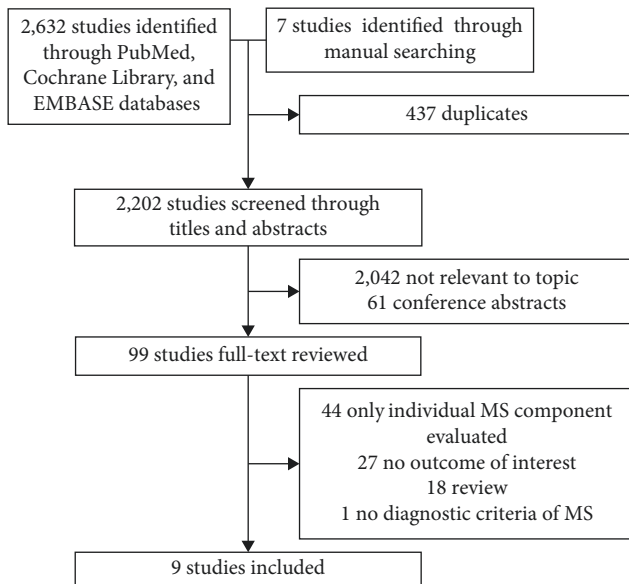 2,632 studies identified
through PubMed,
Cochrane Library, and
EMBASE databases
7 studies identified through
manual searching
437 duplicates
2,202 studies screened through
titles and abstracts
2,042 not relevant to topic
61 conference abstracts
99 studies full-text reviewed
44 only individual MS component
evaluated
27 no outcome of interest
18 review
1 no diagnostic criteria of MS
9 studies included